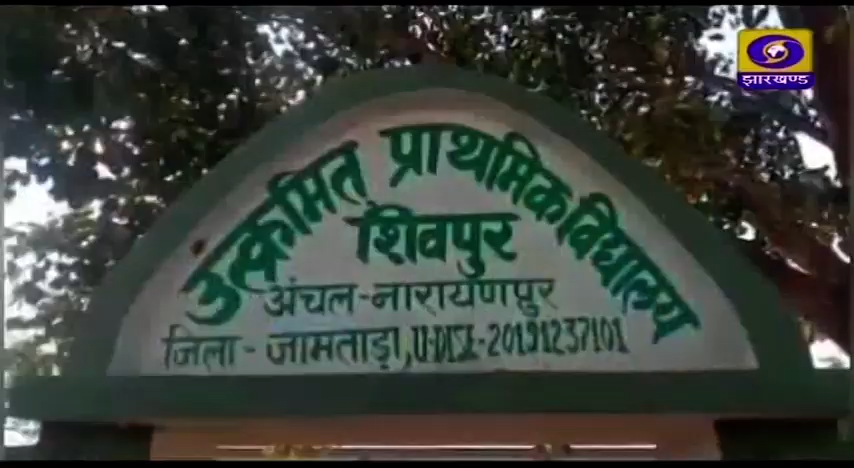 झारखण्ड
उत्क्रमित प्राथमिक विद्यालय
शिवपुर
अंचल-नारायणपुर
जिला-जामताड़ा, U-DISE-20191237101